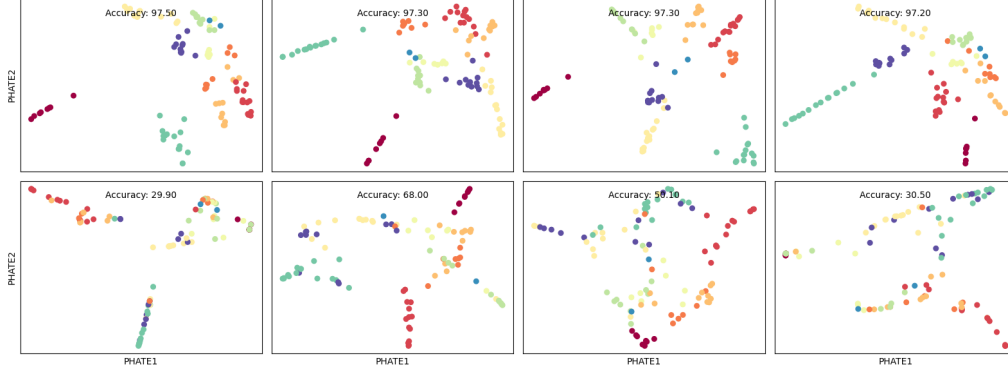 Accuracy: 97.50
Accuracy: 97.30
Accuracy: 97.30
Accuracy: 97.20
PHATE2
Accuracy: 29.90
Accuracy: 68.00
Accuracy: 50.10
Accuracy: 30.50
PHATE2
PHATE1
PHATE1
PHATE1
PHATE1